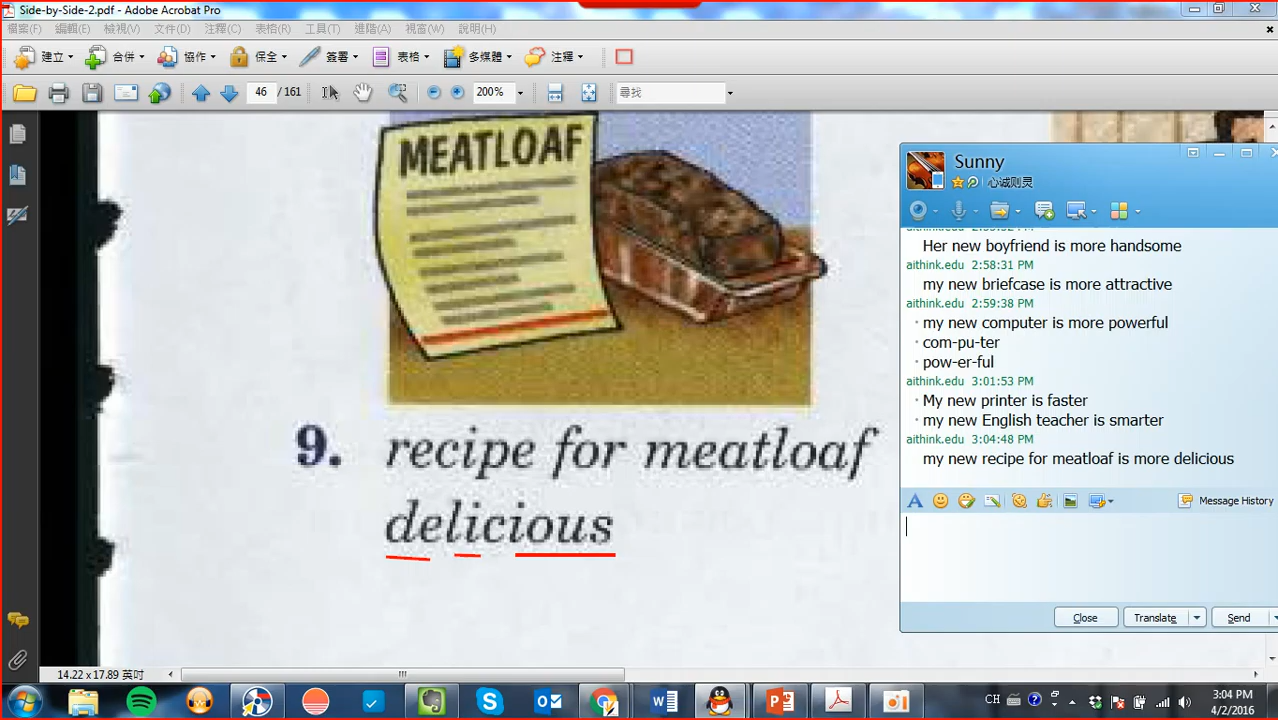 Side-by-Side-2.pdf - Adobe Acrobat Pro
檔案(F) 編輯(E) 檢視(V) 文件(D) 注釋(C) 表格(R) 工具(T) 進階(A) 視窗(W) 說明(H)
建立 合併 協作 保全 簽署 表格 多媒體 注釋
46 / 161 200% 尋找
MEATLOAF
9. recipe for meatloaf
delicious
14.22 x 17.89 英吋
Sunny
心诚则灵
Her new boyfriend is more handsome
aithink.edu 2:58:31 PM
my new briefcase is more attractive
aithink.edu 2:59:38 PM
my new computer is more powerful
com-pu-ter
pow-er-ful
aithink.edu 3:01:53 PM
My new printer is faster
my new English teacher is smarter
aithink.edu 3:04:48 PM
my new recipe for meatloaf is more delicious
Message History
Close Translate Send
CH
3:04 PM
4/2/2016